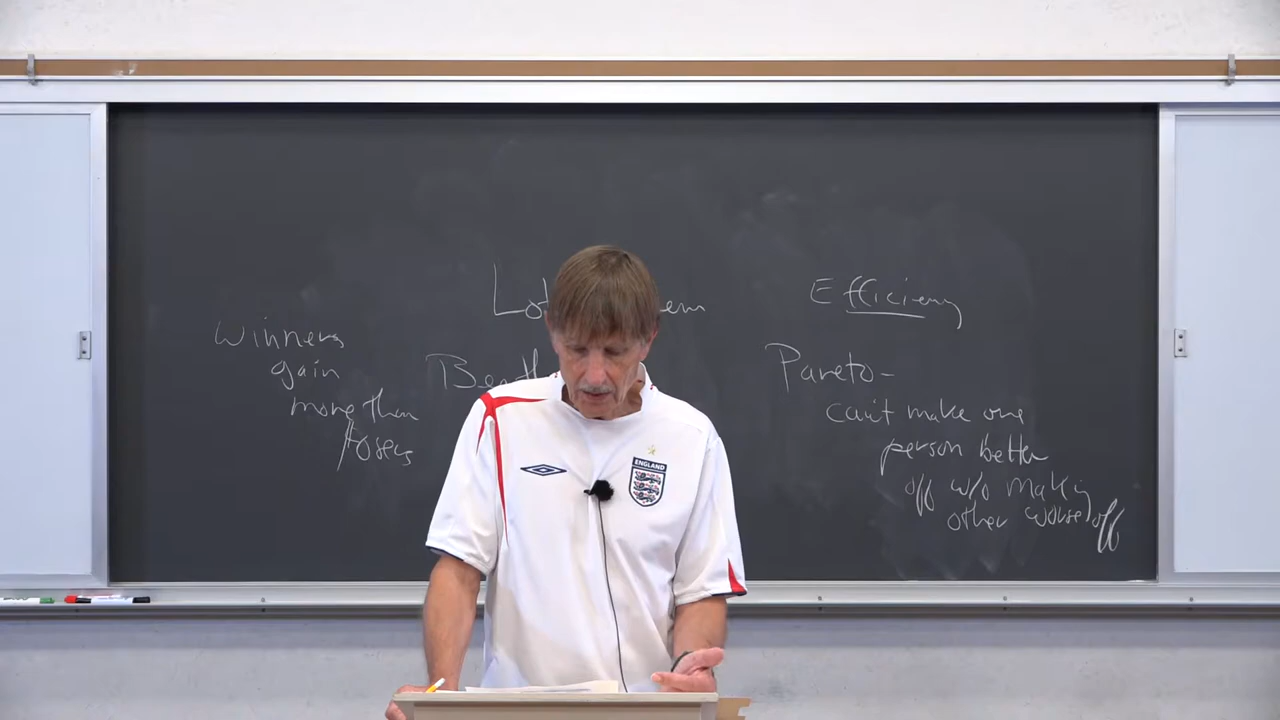 Efficiency
winners
gain
more than
losers
Pareto-
can't make one
person better
off w/o making
other worse off
ENGLAND